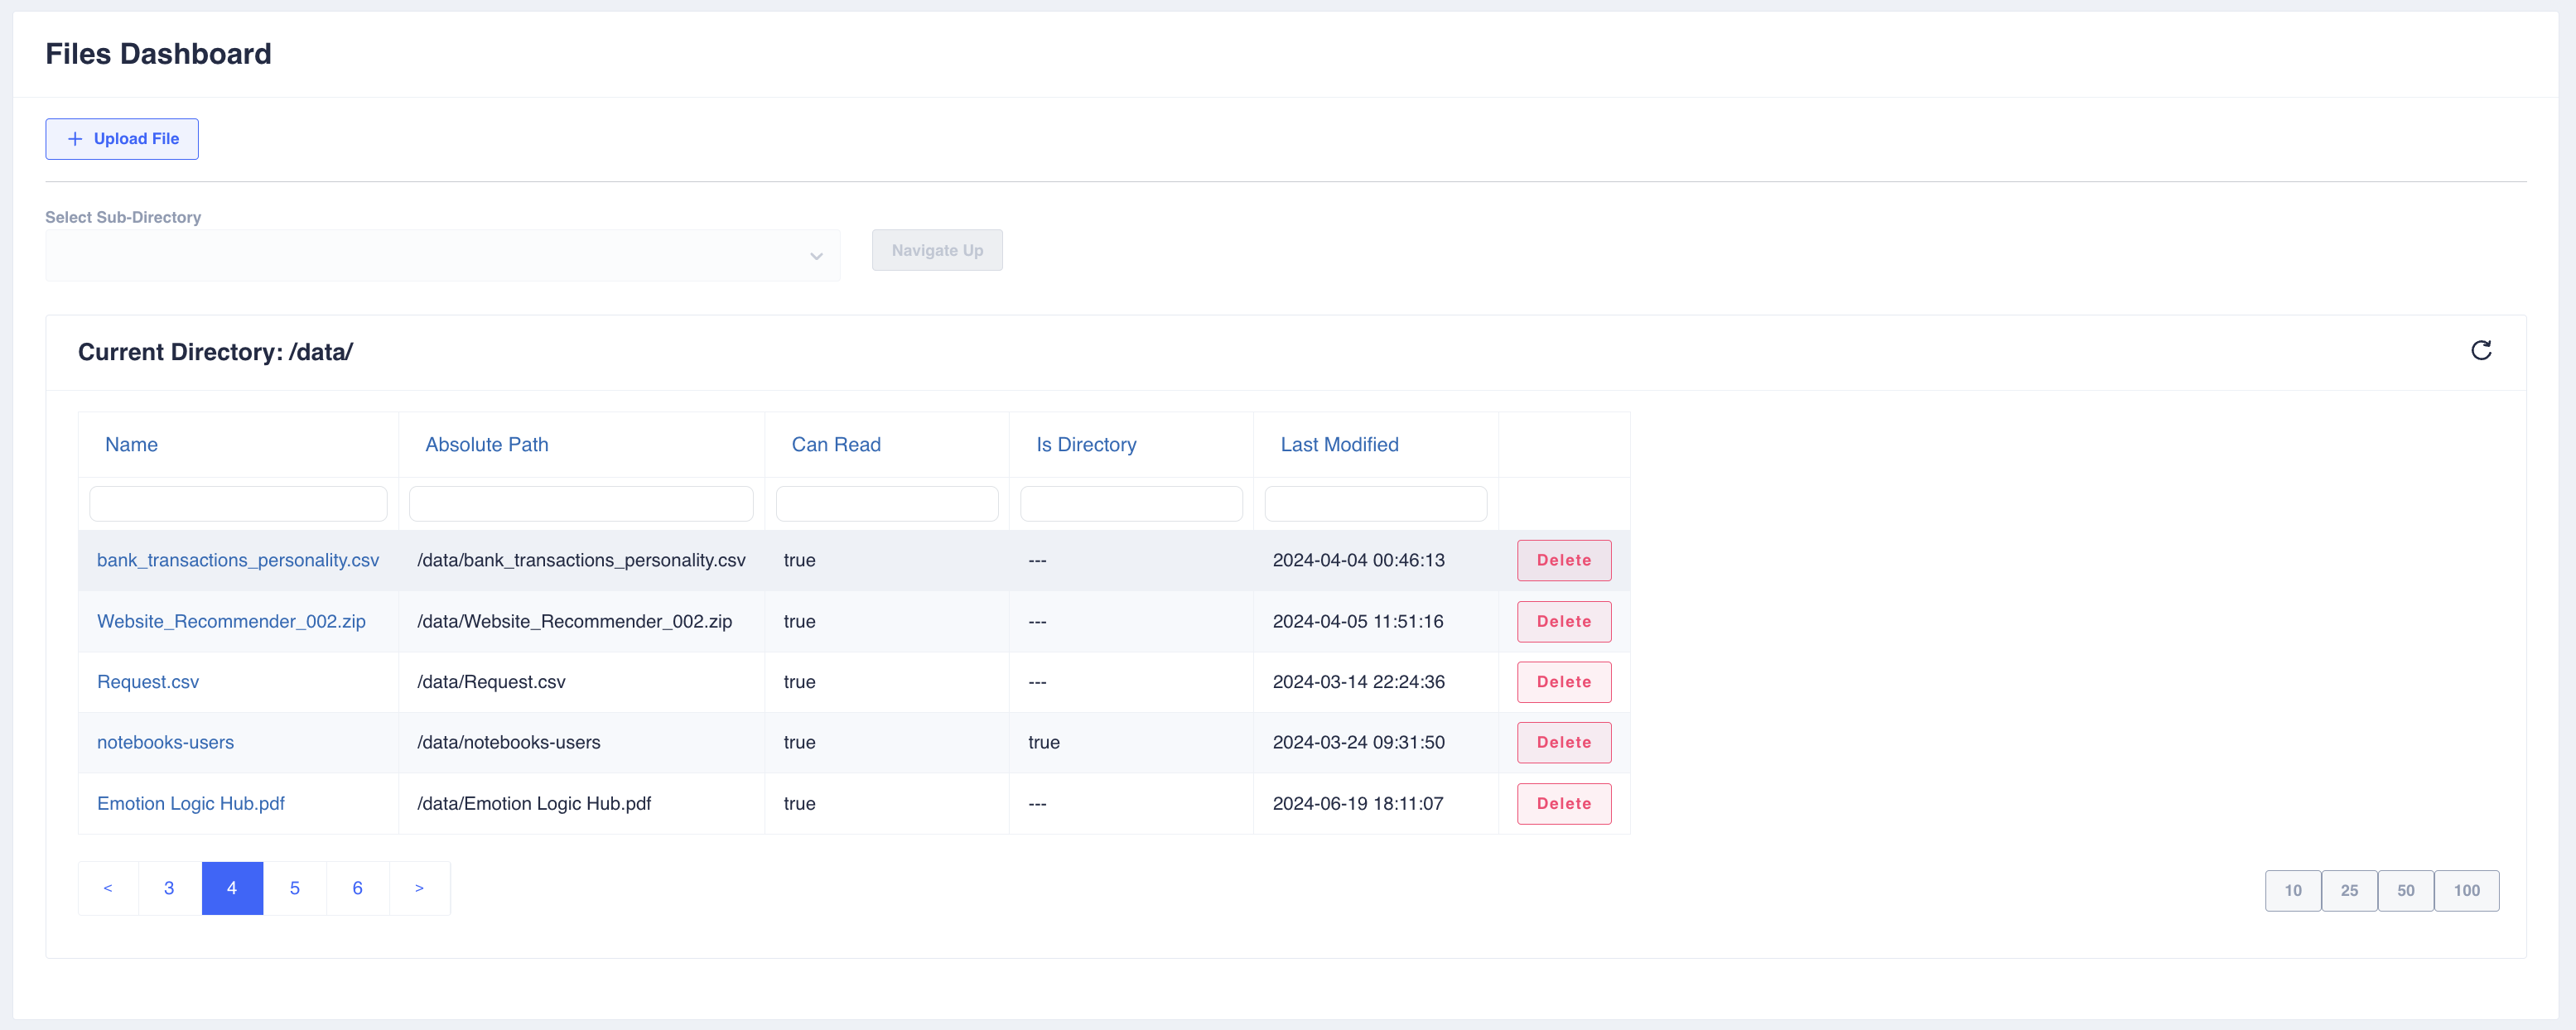 Files Dashboard
+ Upload File
Select Sub-Directory
Navigate Up
Current Directory: /data/
Name Absolute Path Can Read Is Directory Last Modified
bank_transactions_personality.csv /data/bank_transactions_personality.csv true --- 2024-04-04 00:46:13 Delete
Website_Recommender_002.zip /data/Website_Recommender_002.zip true --- 2024-04-05 11:51:16 Delete
Request.csv /data/Request.csv true --- 2024-03-14 22:24:36 Delete
notebooks-users /data/notebooks-users true true 2024-03-24 09:31:50 Delete
Emotion Logic Hub.pdf /data/Emotion Logic Hub.pdf true --- 2024-06-19 18:11:07 Delete
< 3 4 5 6 >
10 25 50 100